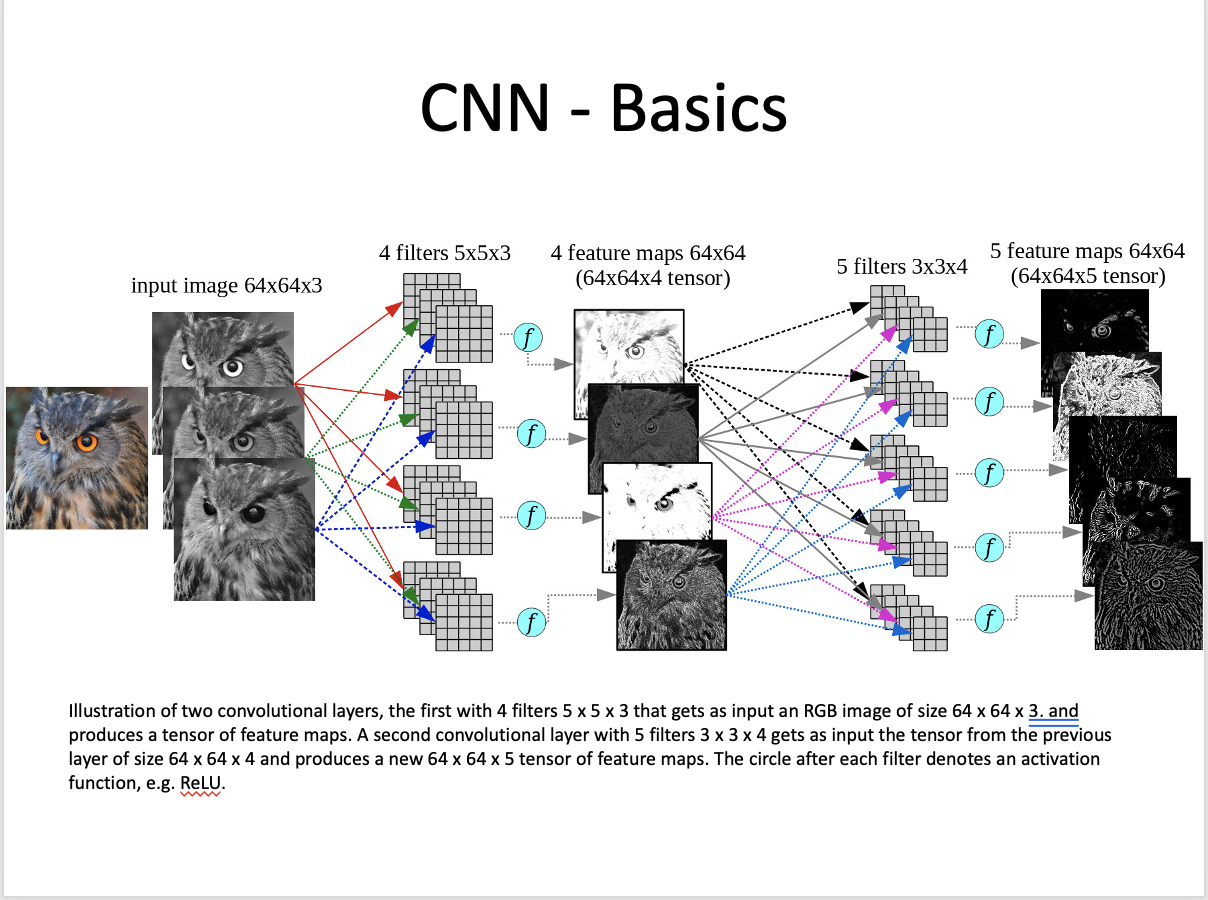 CNN - Basics
input image 64x64x3
4 filters 5x5x3
4 feature maps 64x64
(64x64x4 tensor)
5 filters 3x3x4
5 feature maps 64x64
(64x64x5 tensor)
f
f
f
f
f
f
f
f
f
Illustration of two convolutional layers, the first with 4 filters 5 x 5 x 3 that gets as input an RGB image of size 64 x 64 x 3. and
produces a tensor of feature maps. A second convolutional layer with 5 filters 3 x 3 x 4 gets as input the tensor from the previous
layer of size 64 x 64 x 4 and produces a new 64 x 64 x 5 tensor of feature maps. The circle after each filter denotes an activation
function, e.g. ReLU.